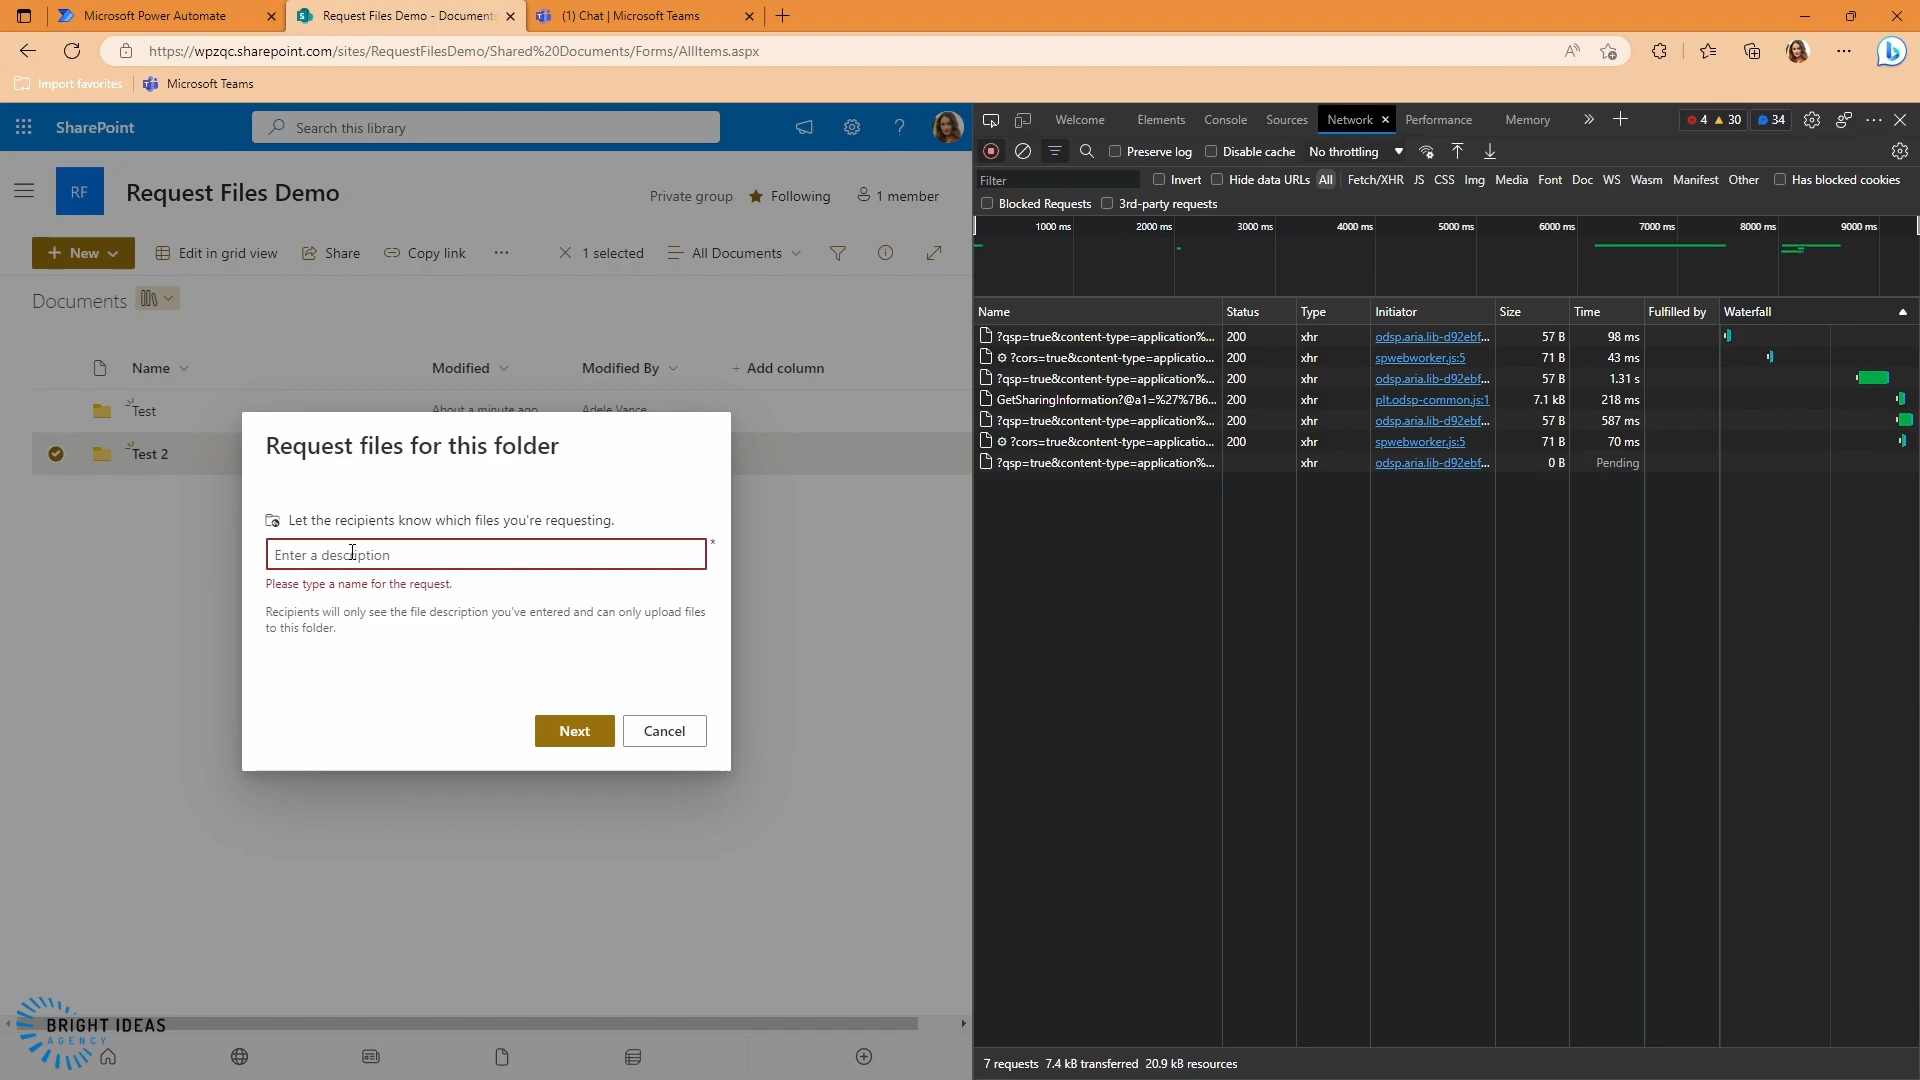 Microsoft Power Automate
Request Files Demo - Documents
(1) Chat | Microsoft Teams
https://wpzqc.sharepoint.com/sites/RequestFilesDemo/Shared%20Documents/Forms/AllItems.aspx
Import favorites
Microsoft Teams
SharePoint
Search this library
RF
Request Files Demo
Private group
Following
1 member
New
Edit in grid view
Share
Copy link
1 selected
All Documents
Documents
Name
Modified
Modified By
Add column
Test
About a minute ago
Adele Vance
Test 2
Request files for this folder
Let the recipients know which files you're requesting.
Enter a description
*
Please type a name for the request.
Recipients will only see the file description you've entered and can only upload files
to this folder.
Next
Cancel
BRIGHT IDEAS
AGENCY
Welcome
Elements
Console
Sources
Network
Performance
Memory
4
30
34
Preserve log
Disable cache
No throttling
Filter
Invert
Hide data URLs
All
Fetch/XHR
JS
CSS
Img
Media
Font
Doc
WS
Wasm
Manifest
Other
Has blocked cookies
Blocked Requests
3rd-party requests
1000 ms
2000 ms
3000 ms
4000 ms
5000 ms
6000 ms
7000 ms
8000 ms
9000 ms
Name Status Type Initiator Size Time Fulfilled by Waterfall
?qsp=true&content-type=application%... 200 xhr odsp.aria.lib-d92ebf... 57 B 98 ms
?cors=true&content-type=applicatio... 200 xhr spwebworker.js:5 71 B 43 ms
?qsp=true&content-type=application%... 200 xhr odsp.aria.lib-d92ebf... 57 B 1.31 s
GetSharingInformation?@a1=%27%7B6... 200 xhr plt.odsp-common.js:1 7.1 kB 218 ms
?qsp=true&content-type=application%... 200 xhr odsp.aria.lib-d92ebf... 57 B 587 ms
?cors=true&content-type=applicatio... 200 xhr spwebworker.js:5 71 B 70 ms
?qsp=true&content-type=application%... xhr odsp.aria.lib-d92ebf... 0 B Pending
7 requests 7.4 kB transferred 20.9 kB resources